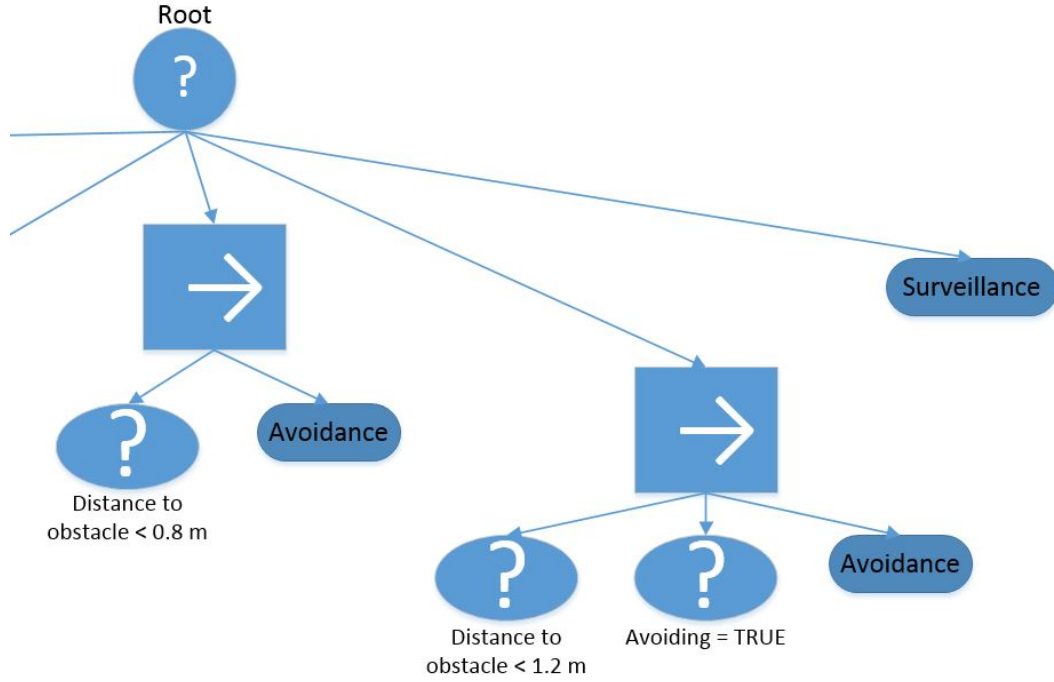 Root
?
→
→
Surveillance
?
Avoidance
Distance to
obstacle < 0.8 m
?
?
Avoidance
Distance to
obstacle < 1.2 m
Avoiding = TRUE